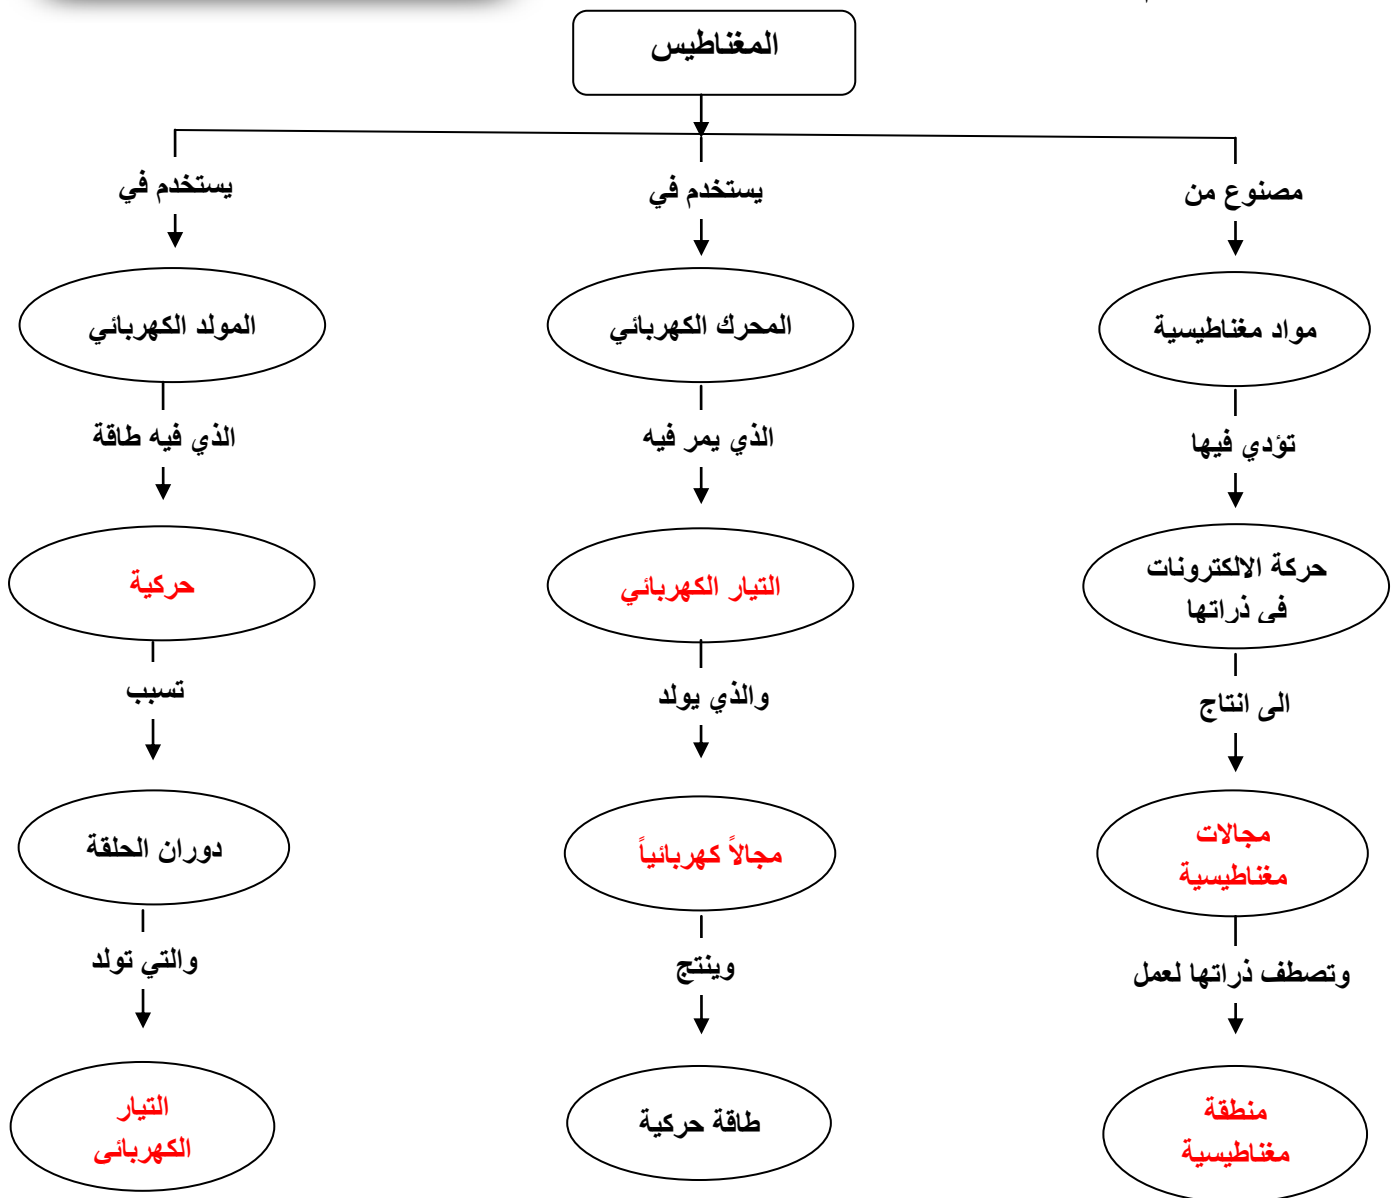 المغناطيس
مصنوع من
يستخدم في
يستخدم في
مواد مغناطيسية
المحرك الكهربائي
المولد الكهربائي
تؤدي فيها
الذي يمر فيه
الذي فيه طاقة
حركة الالكترونات
في ذراتها
التيار الكهربائي
حركية
الى انتاج
والذي يولد
تسبب
مجالات
مغناطيسية
مجالاً كهربائياً
دوران الحلقة
وتصطف ذراتها لعمل
وينتج
والتي تولد
منطقة
مغناطيسية
طاقة حركية
التيار
الكهربائي